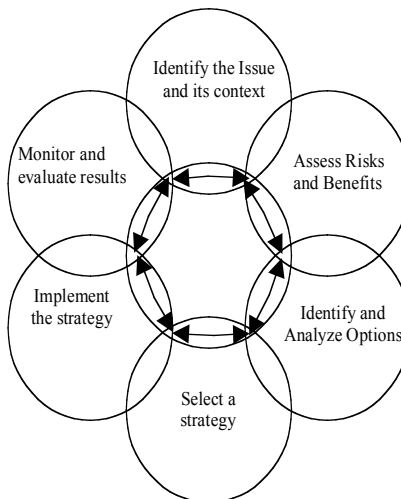 Identify the Issue
and its context
Assess Risks
and Benefits
Identify and
Analyze Options
Select a
strategy
Implement
the strategy
Monitor and
evaluate results